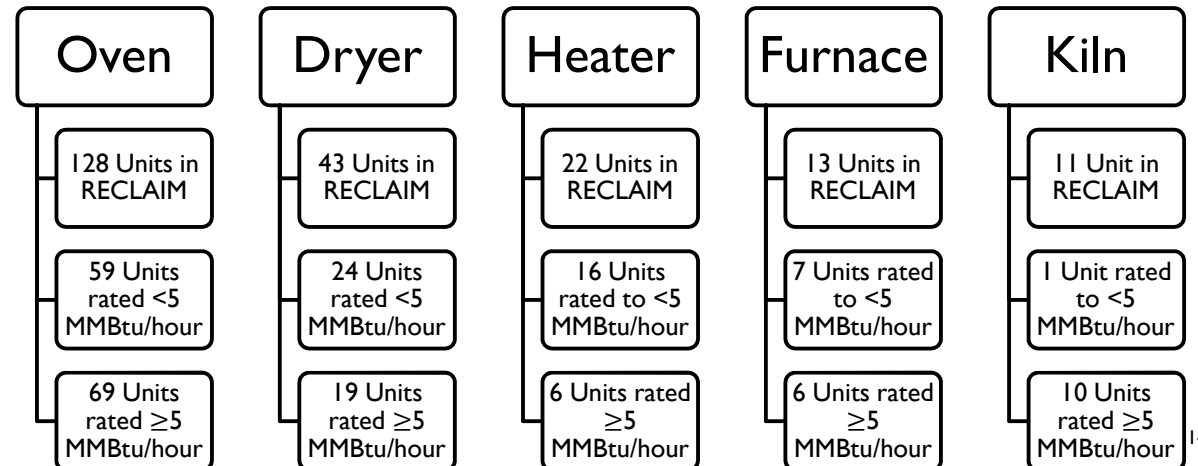 Oven
128 Units in
RECLAIM
59 Units
rated <5
MMBtu/hour
69 Units
rated ≥5
MMBtu/hour
Dryer
43 Units in
RECLAIM
24 Units
rated <5
MMBtu/hour
19 Units
rated ≥5
MMBtu/hour
Heater
22 Units in
RECLAIM
16 Units
rated to <5
MMBtu/hour
6 Units rated
≥5
MMBtu/hour
Furnace
13 Units in
RECLAIM
7 Units rated
to <5
MMBtu/hour
6 Units rated
≥5
MMBtu/hour
Kiln
11 Unit in
RECLAIM
1 Unit rated
to <5
MMBtu/hour
10 Units
rated ≥5
MMBtu/hour